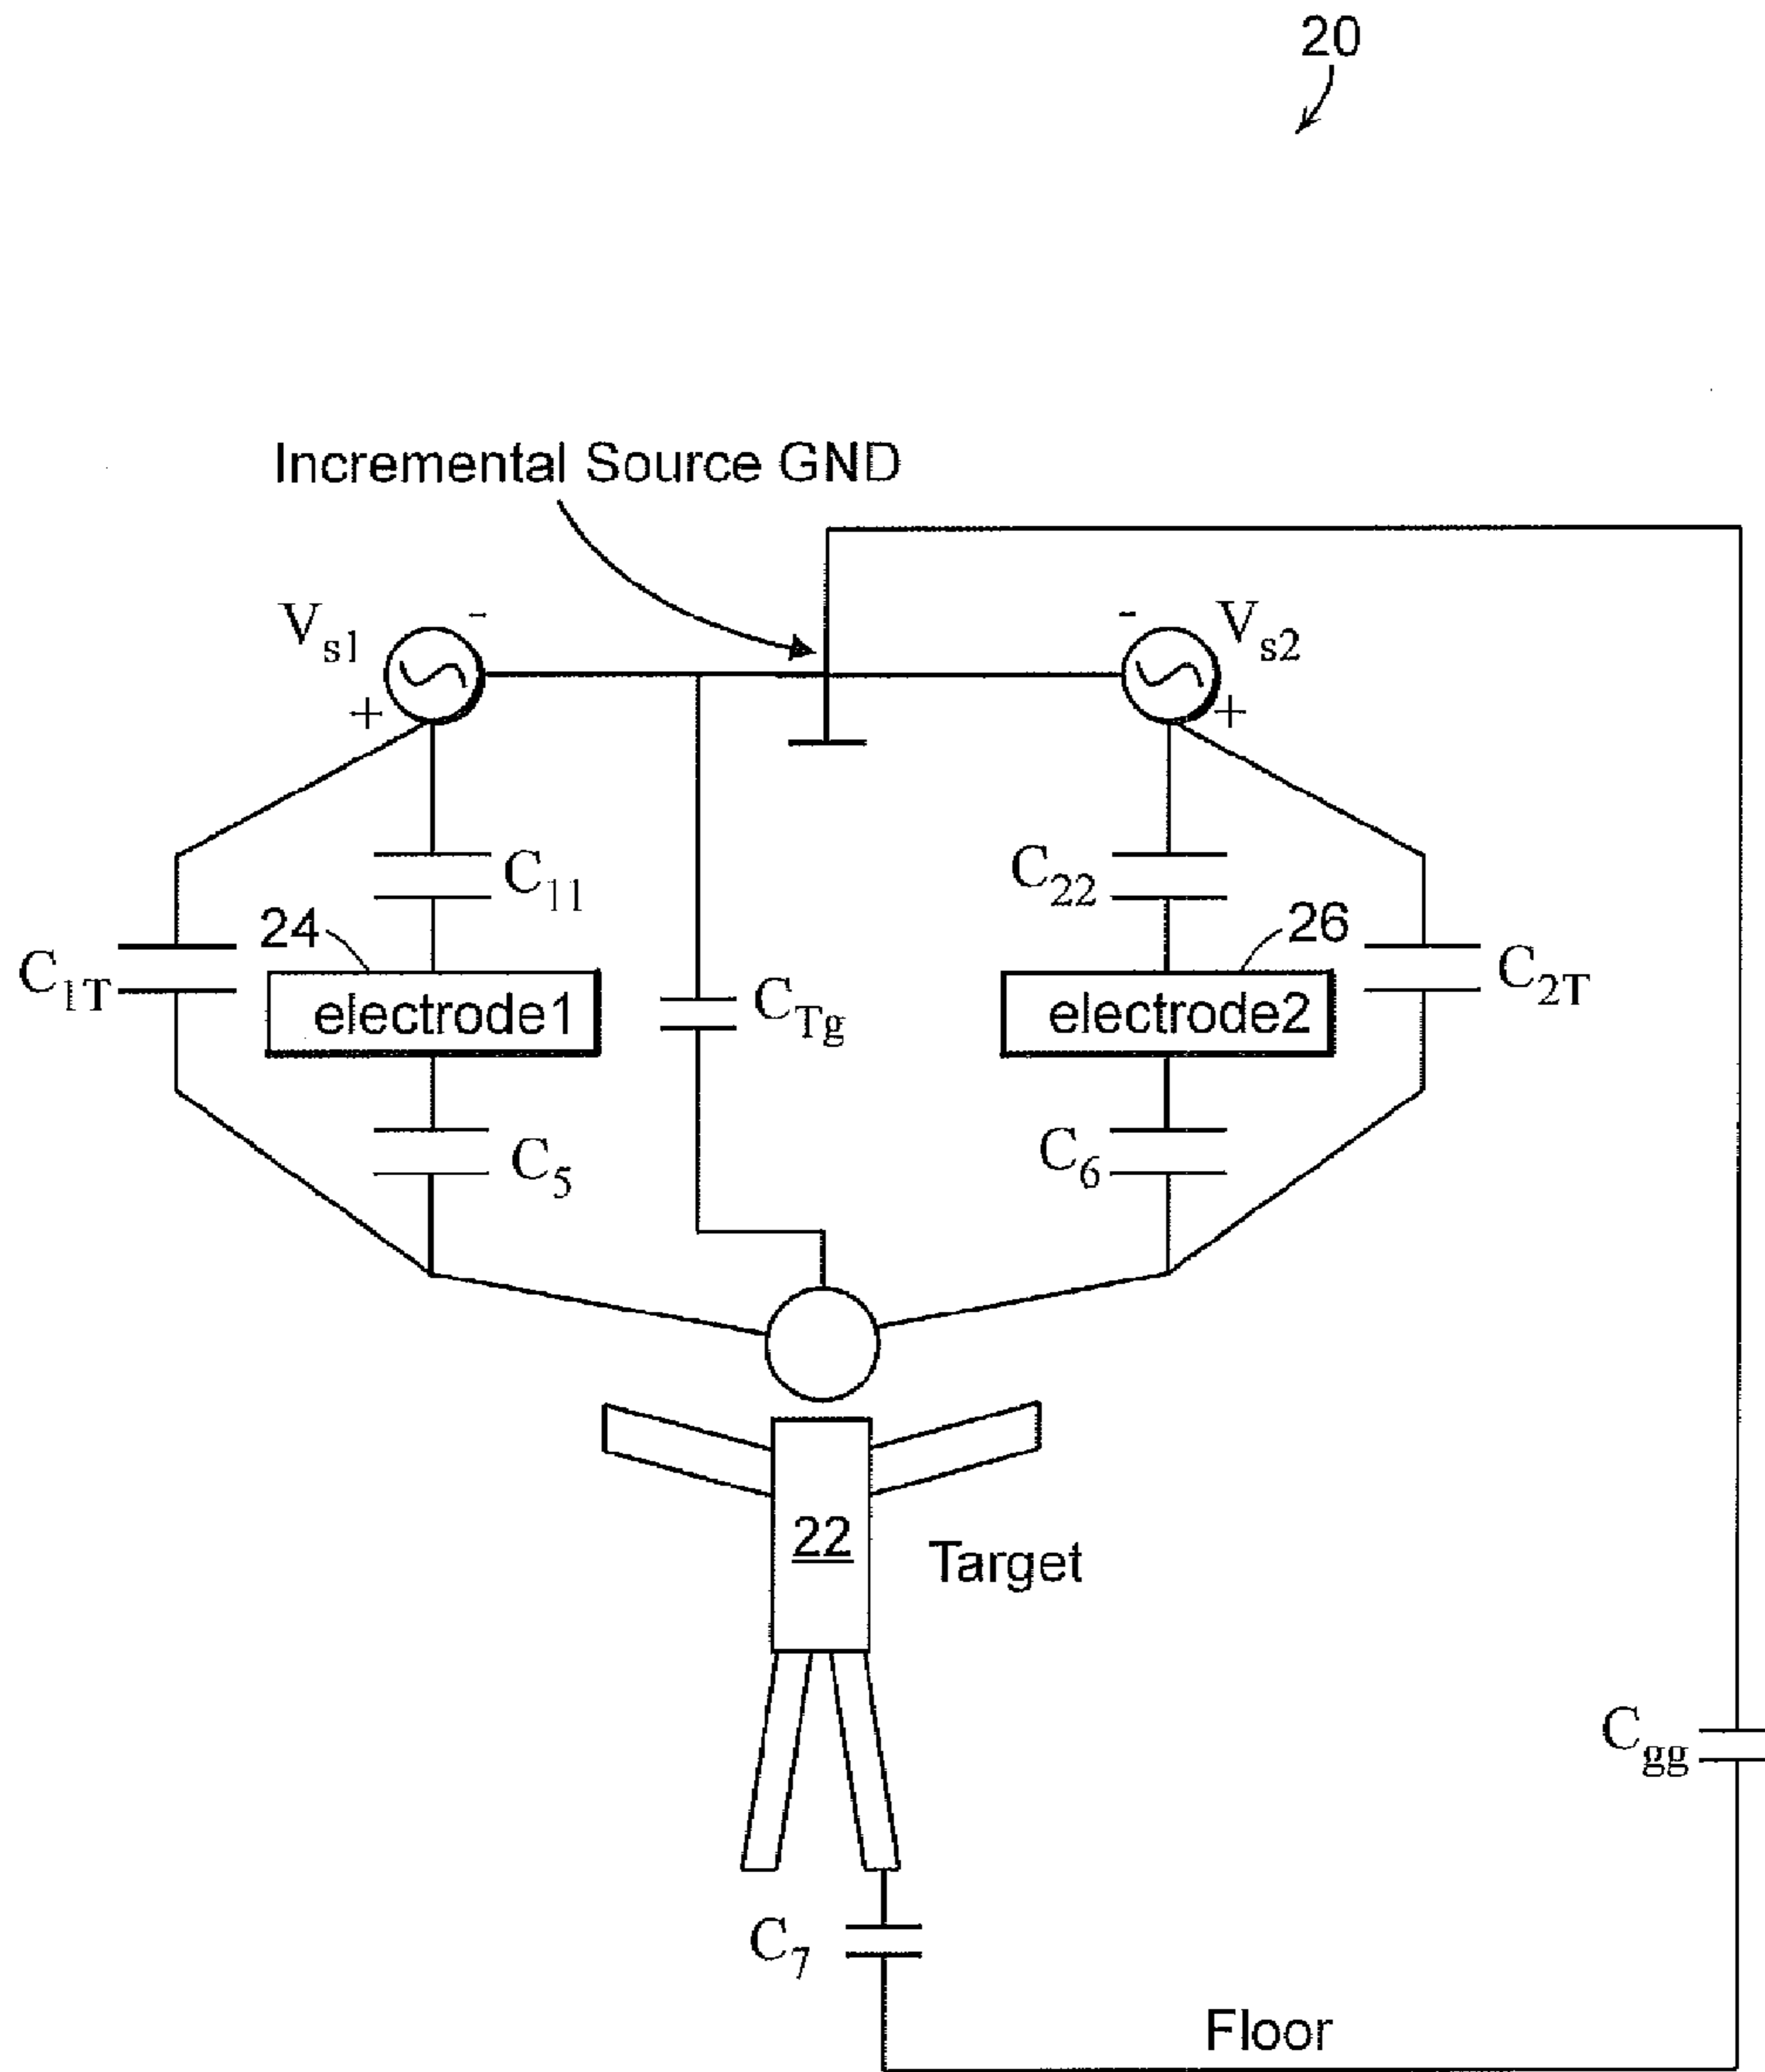 20
Incremental Source GND
Vs1
-
+
-
Vs2
+
C11
C22
24
26
C1T
electrode1
CTg
electrode2
C2T
C5
C6
22
Target
Cgg
C7
Floor